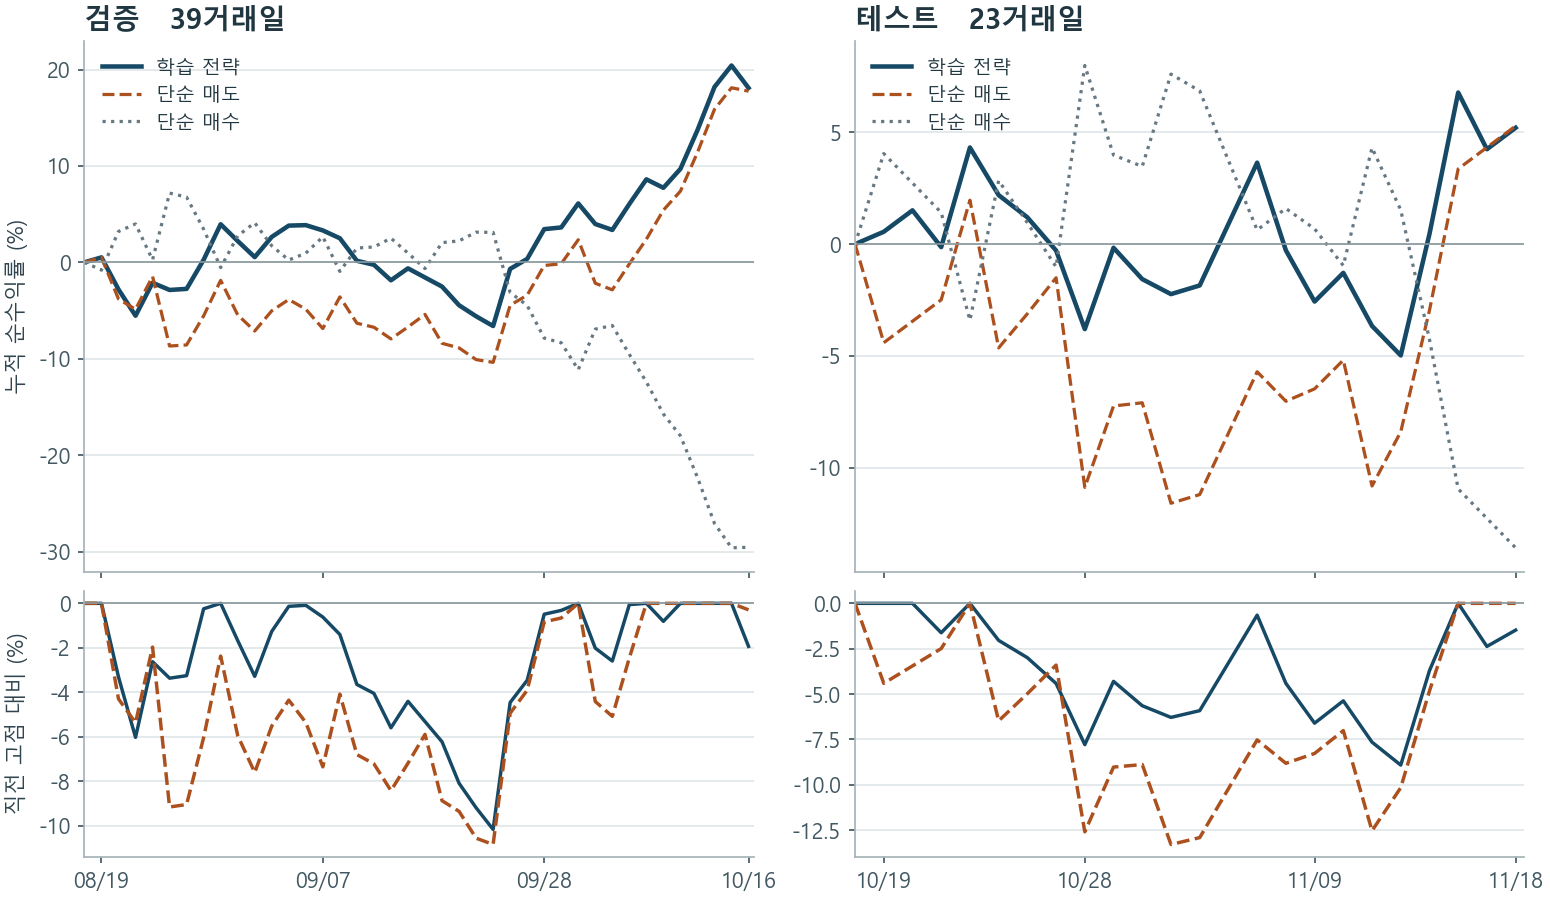 검증 39거래일
학습 전략
단순 매도
단순 매수
누적 순수익률 (%)
20
10
0
-10
-20
-30
직전 고점 대비 (%)
0
-2
-4
-6
-8
-10
08/19 09/07 09/28 10/16
테스트 23거래일
학습 전략
단순 매도
단순 매수
5
0
-5
-10
0.0
-2.5
-5.0
-7.5
-10.0
-12.5
10/19 10/28 11/09 11/18